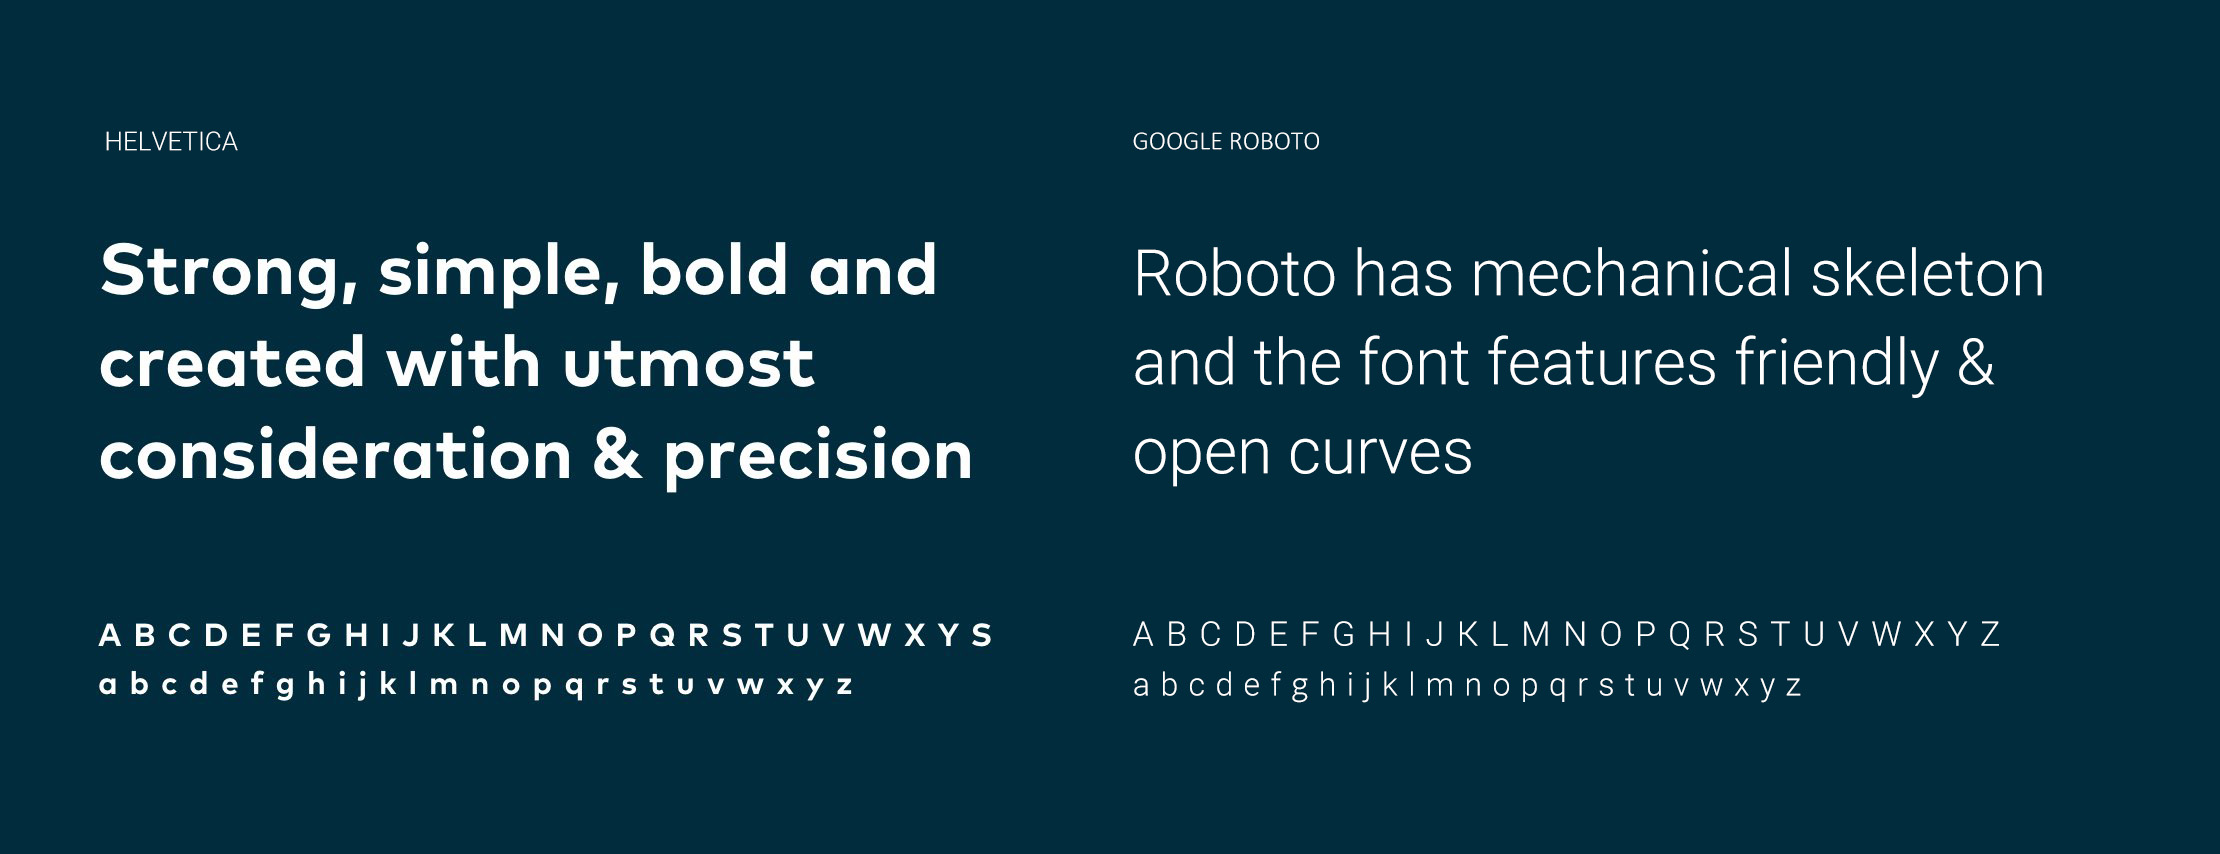 HELVETICA
Strong, simple, bold and
created with utmost
consideration & precision
A B C D E F G H I J K L M N O P Q R S T U V W X Y S
a b c d e f g h i j k l m n o p q r s t u v w x y z
GOOGLE ROBOTO
Roboto has mechanical skeleton
and the font features friendly &
open curves
A B C D E F G H I J K L M N O P Q R S T U V W X Y Z
a b c d e f g h i j k l m n o p q r s t u v w x y z